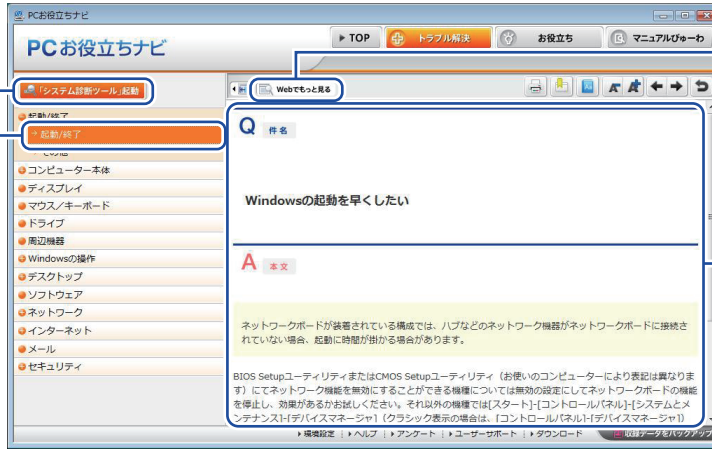 PCお役立ちナビ
PCお役立ちナビ
TOP
トラブル解決
お役立ち
マニュアルびゅーわ
「システム診断ツール」起動
Webでもっと見る
起動/終了
起動/終了
その他
コンピューター本体
ディスプレイ
マウス/キーボード
ドライブ
周辺機器
Windowsの操作
デスクトップ
ソフトウェア
ネットワーク
インターネット
メール
セキュリティ
Q 件名
Windowsの起動を早くしたい
A 本文
ネットワークボードが装着されている構成では、ハブなどのネットワーク機器がネットワークボードに接続さ
れていない場合、起動に時間が掛かる場合があります。
BIOS SetupユーティリティまたはCMOS Setupユーティリティ（お使いのコンピューターにより表記は異なりま
す）にてネットワーク機能を無効にすることができる機種については無効の設定にしてネットワークボードの機能
を停止し、効果があるかお試しください。それ以外の機種では[スタート]-[コントロールパネル]-[システムとメ
ンテナンス]-[デバイスマネージャ]（クラシック表示の場合は、[コントロールパネル]-[デバイスマネージャ]）
環境設定
ヘルプ
アンケート
ユーザーサポート
ダウンロード
収録データをバックアップ